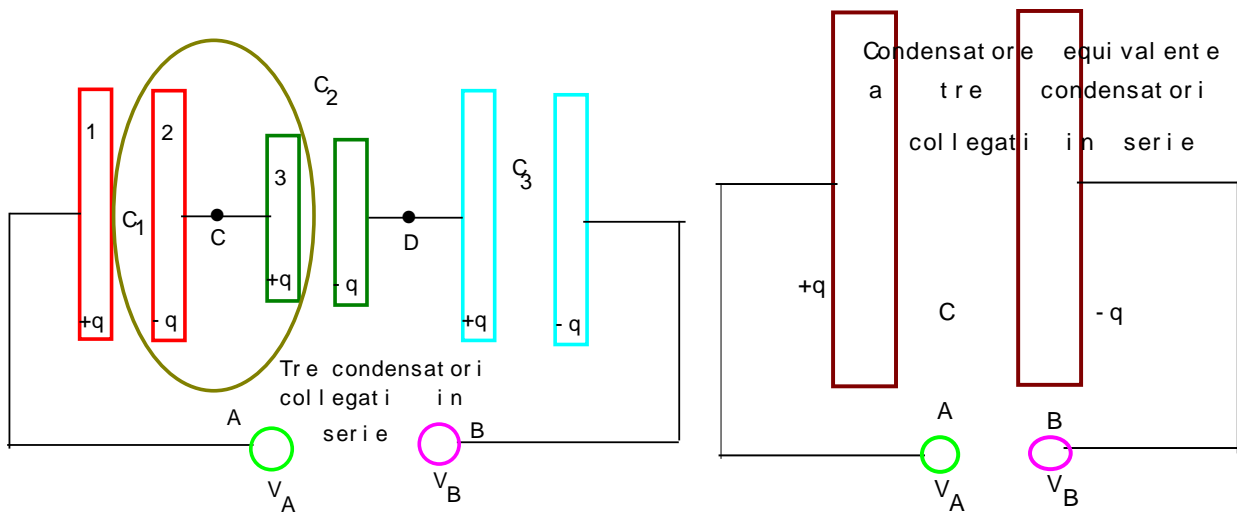 C2
1
2
3
C1
C3
C
D
+q
- q
+q
- q
+q
- q
Tre condensatori
collegati in
serie
A
B
VA
VB
Condensatore equivalente
a tre condensatori
collegati in serie
+q
C
- q
A
B
VA
VB